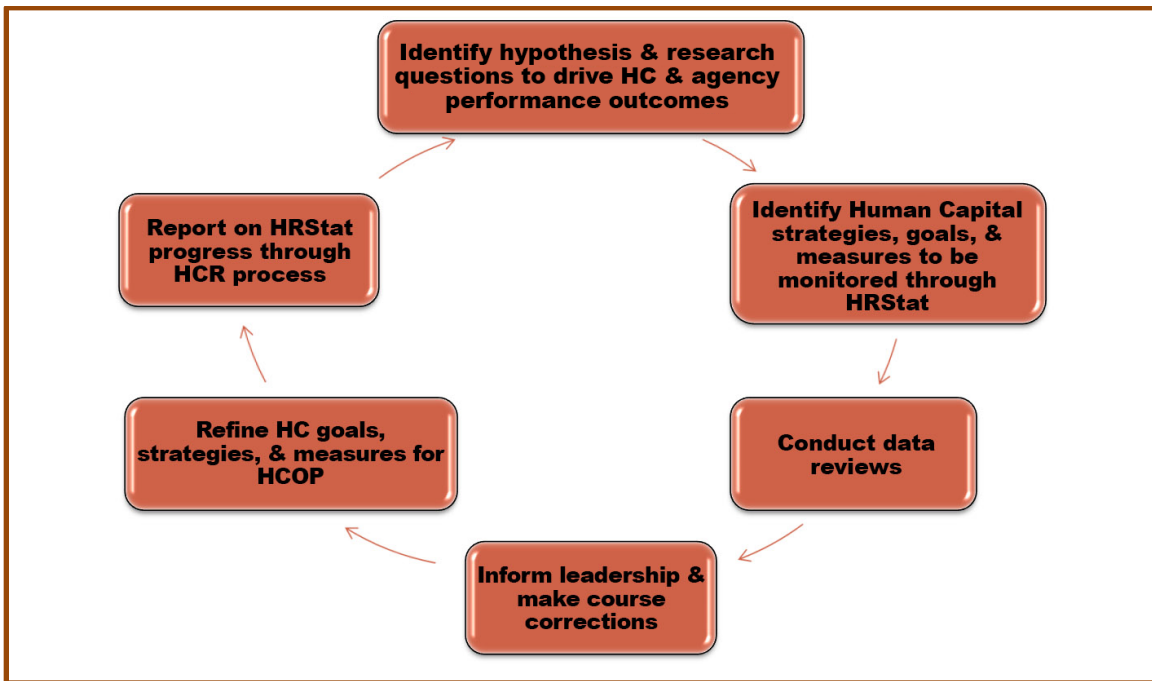 Identify hypothesis & research
questions to drive HC & agency
performance outcomes
Identify Human Capital
strategies, goals, &
measures to be
monitored through
HRStat
Conduct data
reviews
Inform leadership &
make course
corrections
Refine HC goals,
strategies, & measures for
HCOP
Report on HRStat
progress through
HCR process